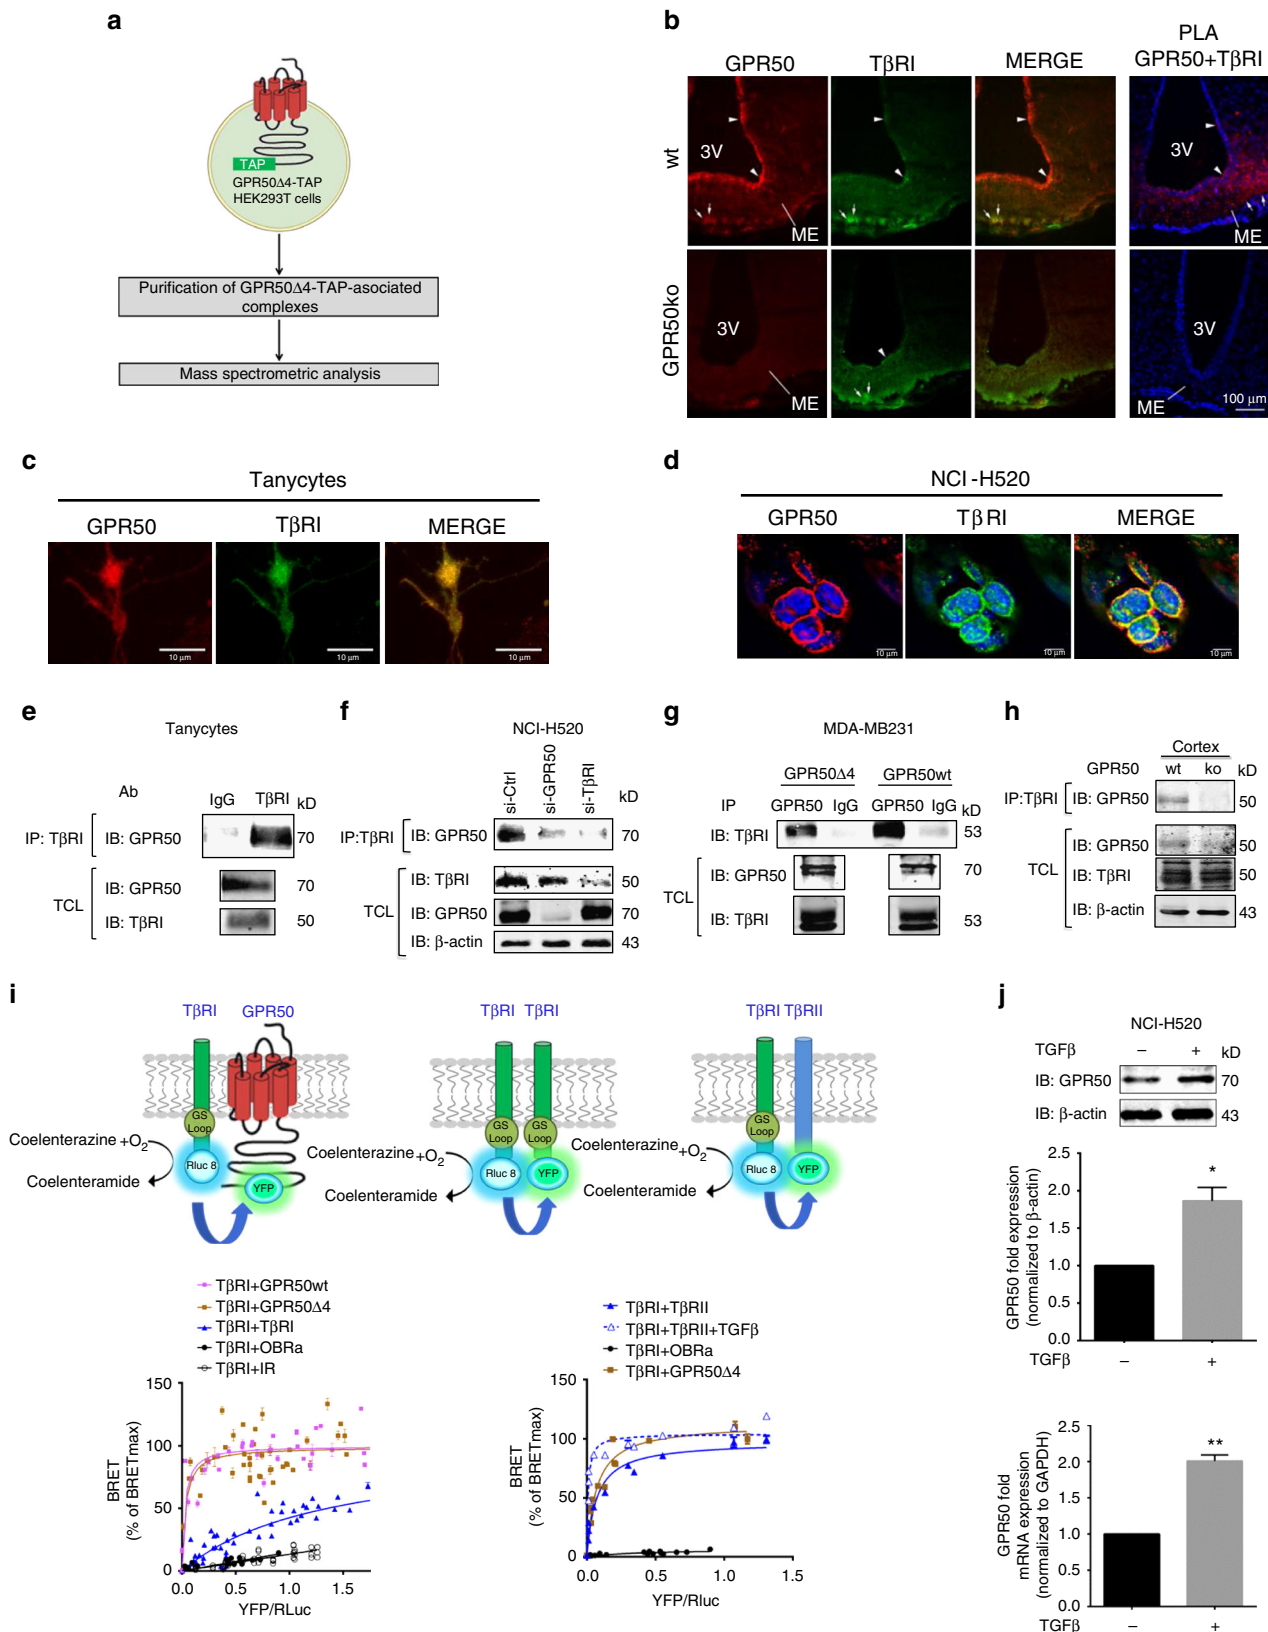 a
TAP
GPR50Δ4-TAP
HEK293T cells
Purification of GPR50Δ4-TAP-asociated
complexes
Mass spectrometric analysis
b
GPR50
TβRI
MERGE
PLA
GPR50+TβRI
wt
3V
ME
3V
ME
GPR50ko
3V
ME
3V
ME
100 μm
c
Tanycytes
GPR50
TβRI
MERGE
10 μm
10 μm
10 μm
d
NCI-H520
GPR50
TβRI
MERGE
10 μm
10 μm
10 μm
e
Tanycytes
Ab
IgG
TβRI
kD
IP: TβRI
IB: GPR50
70
TCL
IB: GPR50
70
IB: TβRI
50
f
NCI-H520
si-Ctrl
si-GPR50
si-TβRI
kD
IP:TβRI
IB: GPR50
70
TCL
IB: TβRI
50
IB: GPR50
70
IB: β-actin
43
g
MDA-MB231
GPR50Δ4
GPR50wt
IP
GPR50
IgG
GPR50
IgG
kD
IB: TβRI
53
TCL
IB: GPR50
70
IB: TβRI
53
h
Cortex
GPR50
wt
ko
kD
IP:TβRI
IB: GPR50
50
TCL
IB: GPR50
50
IB: TβRI
50
IB: β-actin
43
i
TβRI
GPR50
GS
Loop
Coelenterazine +O2
Coelenteramide
Rluc 8
YFP
TβRI
TβRI
GS
Loop
GS
Loop
Coelenterazine +O2
Coelenteramide
Rluc 8
YFP
TβRI
TβRII
GS
Loop
Coelenterazine +O2
Coelenteramide
Rluc 8
YFP
TβRI+GPR50wt
TβRI+GPR50Δ4
TβRI+TβRI
TβRI+OBRa
TβRI+IR
BRET
(% of BRETmax)
150
100
50
0
0.0
0.5
1.0
1.5
YFP/RLuc
TβRI+TβRII
TβRI+TβRII+TGFβ
TβRI+OBRa
TβRI+GPR50Δ4
BRET
(% of BRETmax)
150
100
50
0
0.0
0.5
1.0
1.5
YFP/Rluc
j
NCI-H520
TGFβ
–
+
kD
IB: GPR50
70
IB: β-actin
43
GPR50 fold expression
(normalized to β-actin)
2.5
2.0
1.5
1.0
0.5
0.0
*
TGFβ
–
+
GPR50 fold
mRNA expression
(normalized to GAPDH)
2.5
2.0
1.5
1.0
0.5
0.0
**
TGFβ
–
+